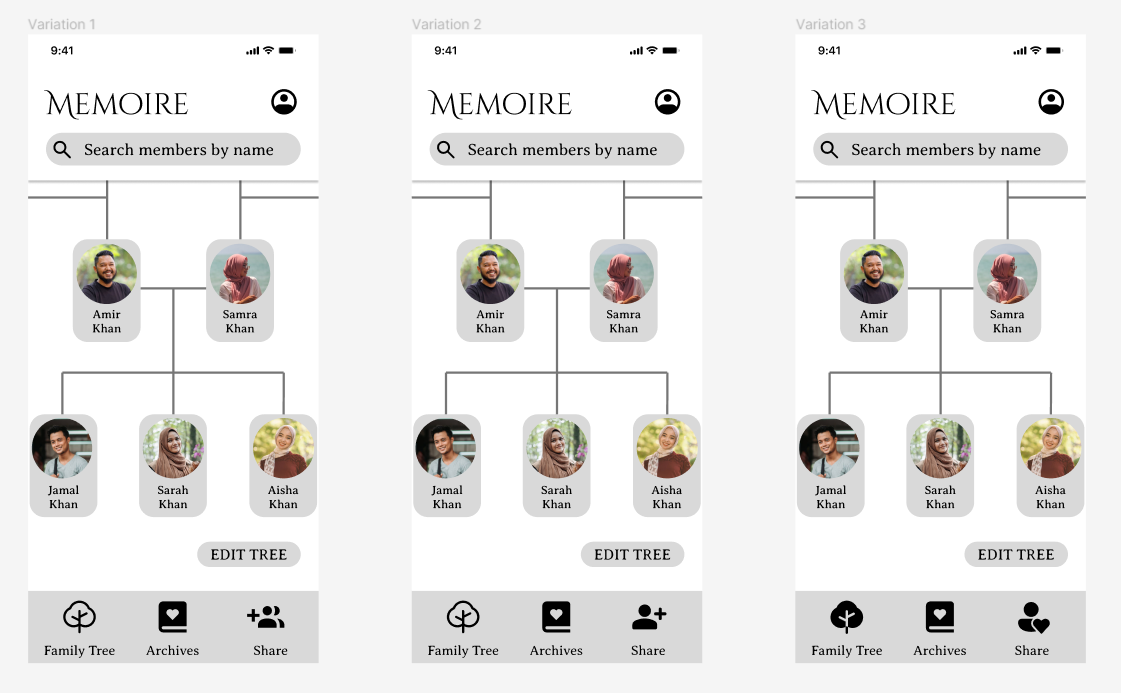 Variation 1
9:41
MEMOIRE
Search members by name
Amir
Khan
Samra
Khan
Jamal
Khan
Sarah
Khan
Aisha
Khan
EDIT TREE
Family Tree
Archives
Share
Variation 2
9:41
MEMOIRE
Search members by name
Amir
Khan
Samra
Khan
Jamal
Khan
Sarah
Khan
Aisha
Khan
EDIT TREE
Family Tree
Archives
Share
Variation 3
9:41
MEMOIRE
Search members by name
Amir
Khan
Samra
Khan
Jamal
Khan
Sarah
Khan
Aisha
Khan
EDIT TREE
Family Tree
Archives
Share